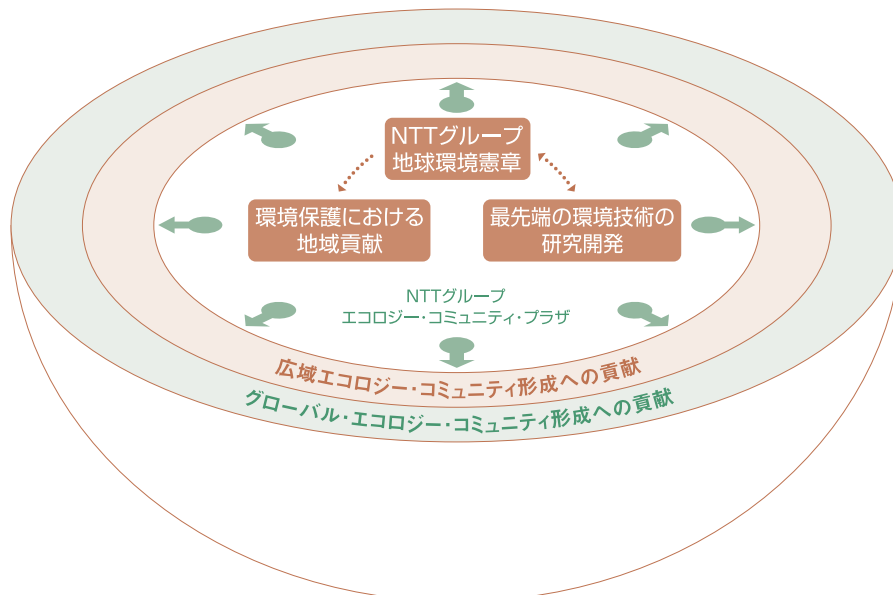 NTTグループ
地球環境憲章
環境保護における
地域貢献
最先端の環境技術の
研究開発
NTTグループ
エコロジー・コミュニティ・プラザ
広域エコロジー・コミュニティ形成への貢献
グローバル・エコロジー・コミュニティ形成への貢献